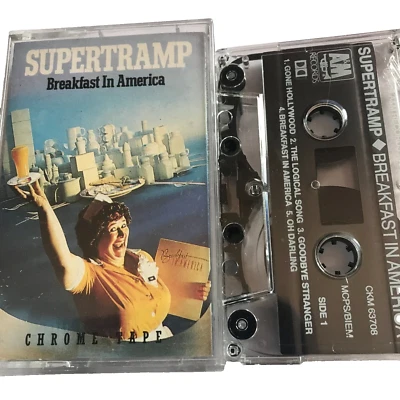 SUPERTRAMP
Breakfast In America
CHROME TAPE
A&M
RECORDS
SUPERTRAMP ◆ BREAKFAST IN AMERICA
1. GONE HOLLYWOOD 2. THE LOGICAL SONG 3. GOODBYE STRANGER
4. BREAKFAST IN AMERICA 5. OH DARLING
SIDE 1
MCPS/BIEM
CKM 63708